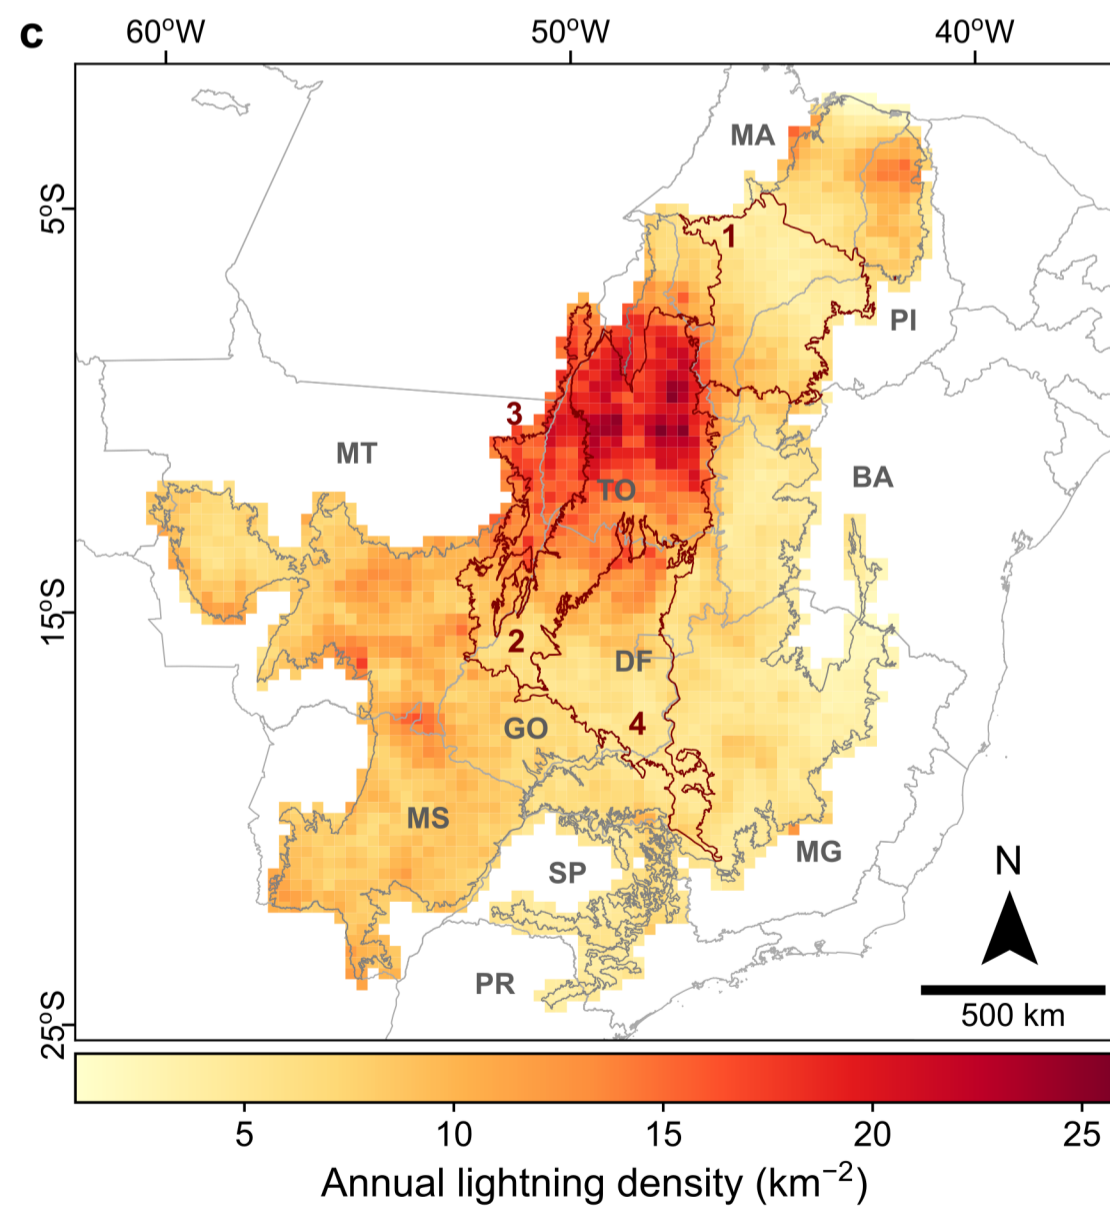 c
60°W 50°W 40°W
MA
5°S
1
PI
3
MT
BA
TO
15°S
2
DF
GO
4
MS
MG
SP
N
PR
500 km
25°S
5 10 15 20 25
Annual lightning density (km⁻²)